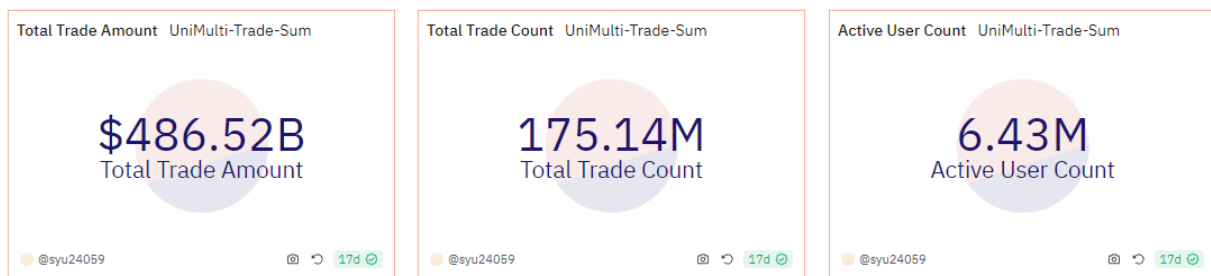 Total Trade Amount UniMulti-Trade-Sum
$486.52B
Total Trade Amount
@syu24059
17d
Total Trade Count UniMulti-Trade-Sum
175.14M
Total Trade Count
@syu24059
17d
Active User Count UniMulti-Trade-Sum
6.43M
Active User Count
@syu24059
17d